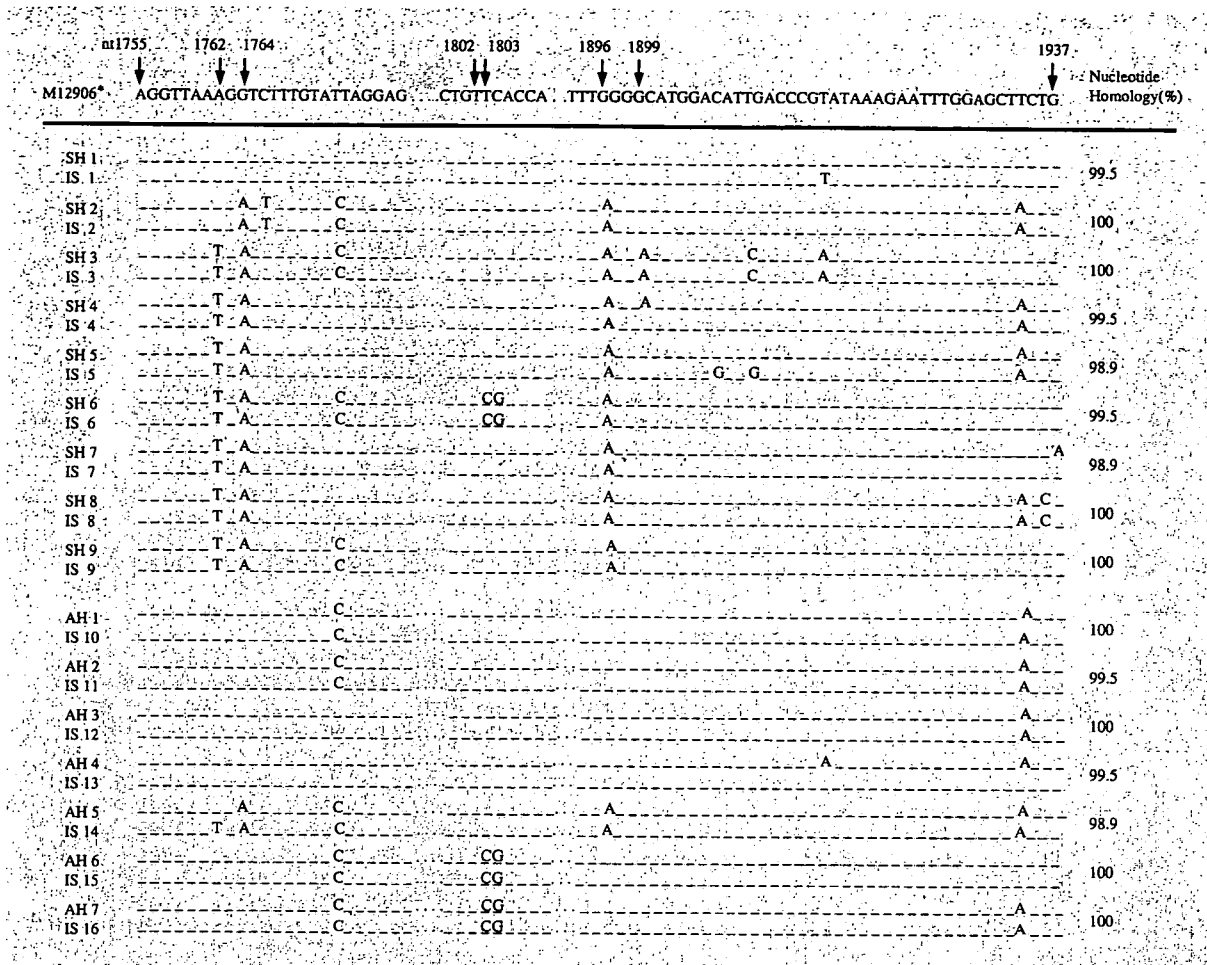 nt1755 1762 1764 1802 1803 1896 1899 1937
Nucleotide
Homology(%)
M12906* AGGTTAAAGGTCTTTGTATTAGGAG ... CTGTTCACCA .. TTTGGGGCATGGACATTGACCCGTATAAAGAATTTGGAGCTTCTG
SH 1
99.5
IS 1 T
SH 2 A T C A A
100
IS 2 A T C A A
SH 3 T A C A A C A
100
IS 3 T A C A A C A
SH 4 T A A A A
99.5
IS 4 T A A A
SH 5 T A A A
98.9
IS 5 T A A G G A
SH 6 T A C CG A
99.5
IS 6 T A C CG A
SH 7 T A A A
98.9
IS 7 T A A
SH 8 T A A A C
100
IS 8 T A A A C
SH 9 T A C A
100
IS 9 T A C A
AH 1 C A
100
IS 10 C A
AH 2 C A
99.5
IS 11 C A
AH 3 A
100
IS 12 A
AH 4 A A
99.5
IS 13
AH 5 A C A A
98.9
IS 14 T A C A A
AH 6 C CG
100
IS 15 C CG
AH 7 C CG A
100
IS 16 C CG A